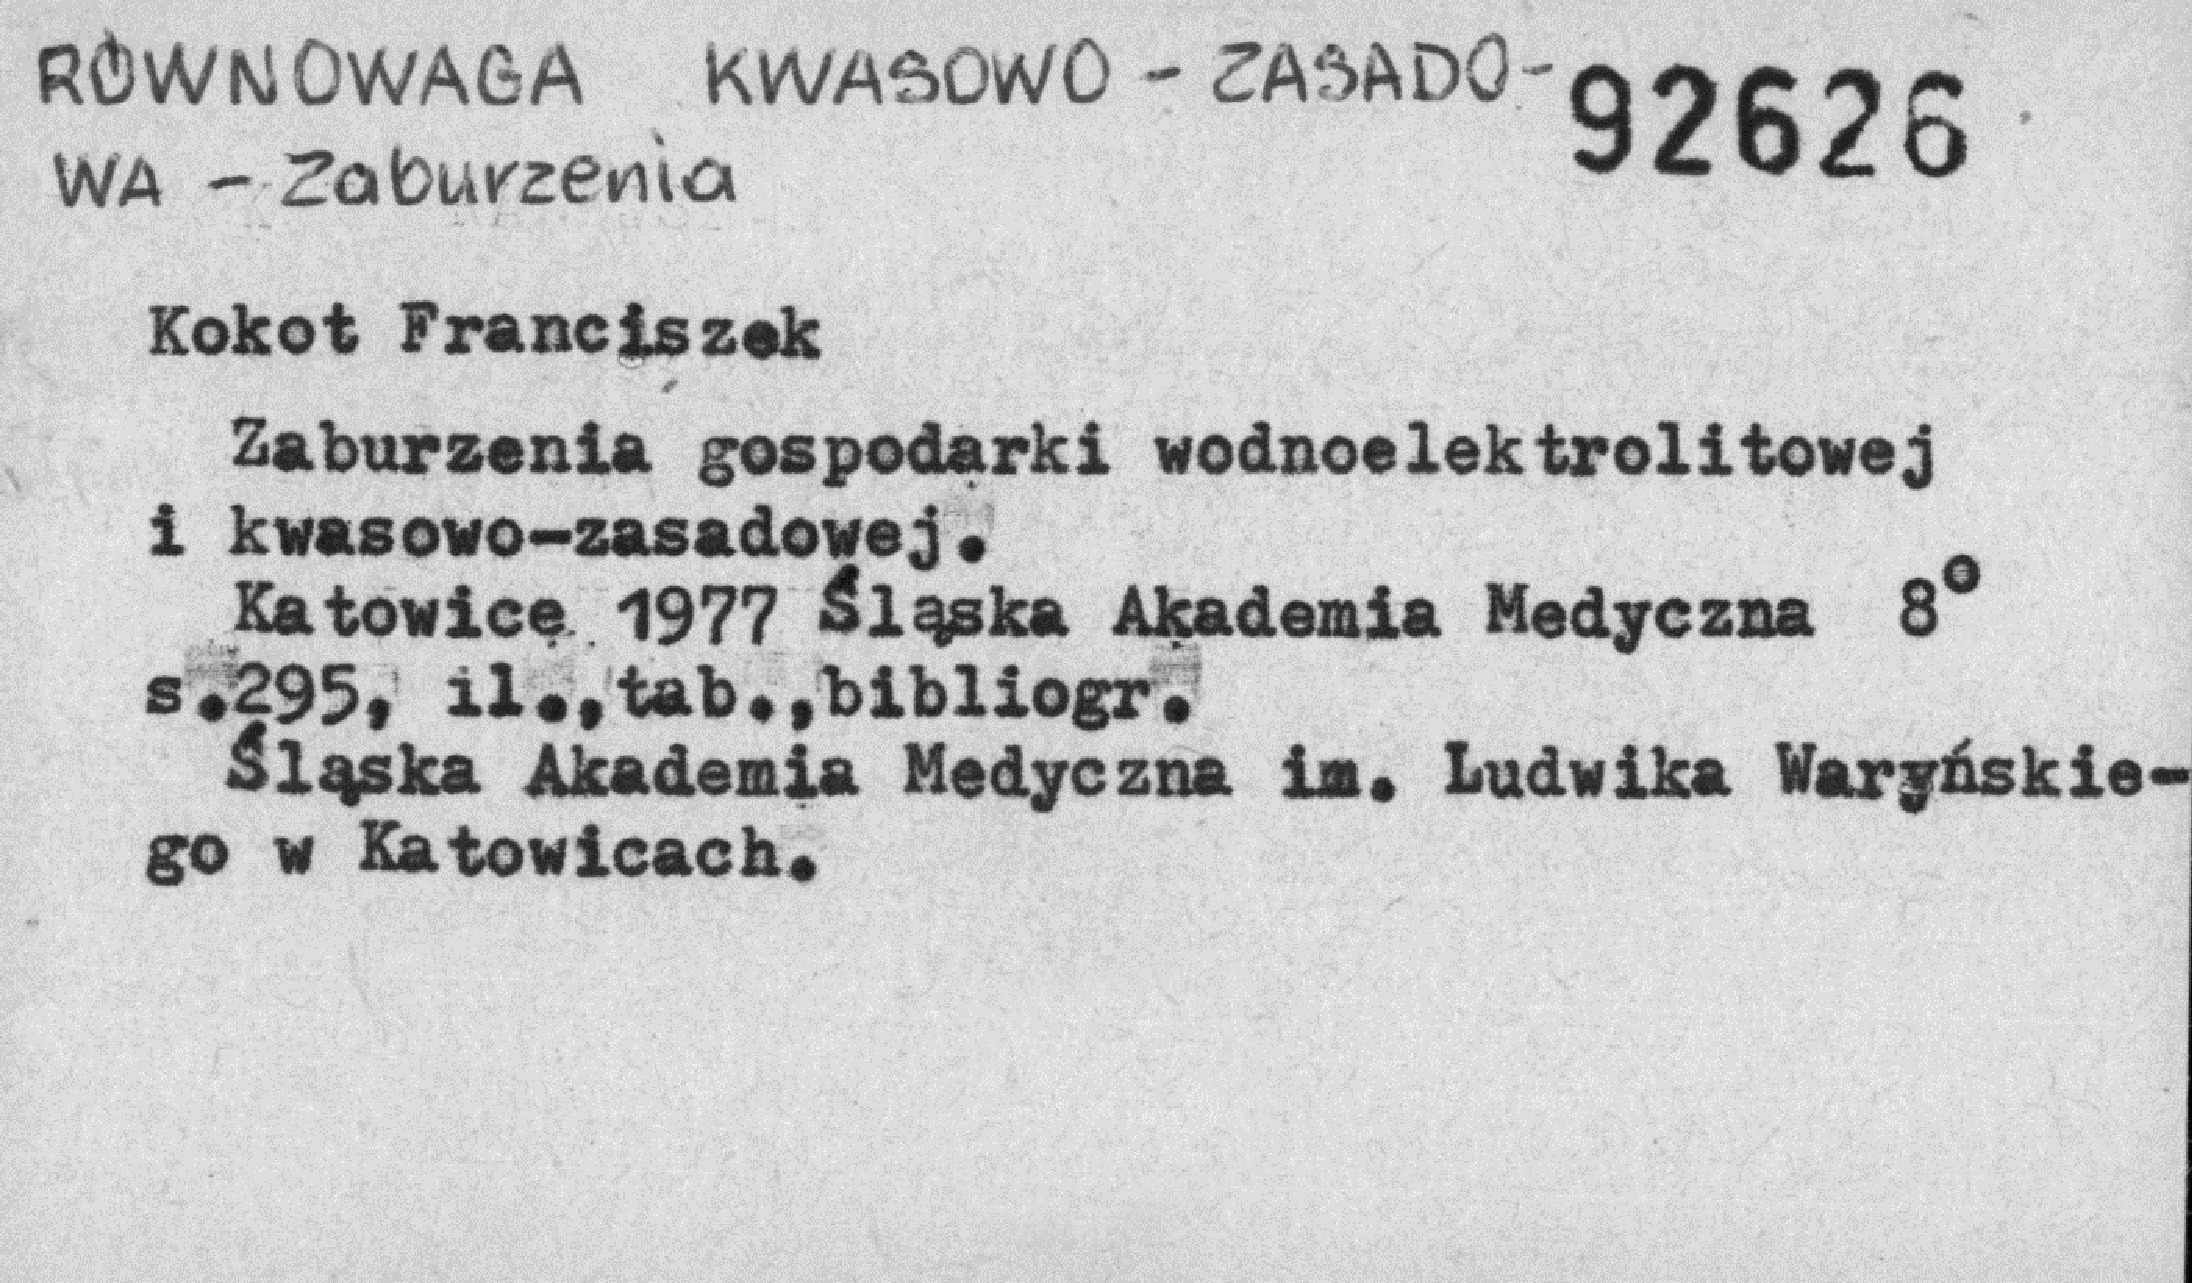 RÓWNOWAGA KWASOWO - ZASADO-
92626
WA - Zaburzenia
Kokot Franciszek
Zaburzenia gospodarki wodnoelektrolitowej
i kwasowo-zasadowej.
Katowice 1977 Śląska Akademia Medyczna 8°
s.295, il.,tab.,bibliogr.
Śląska Akademia Medyczna im. Ludwika Waryńskie-
go w Katowicach.